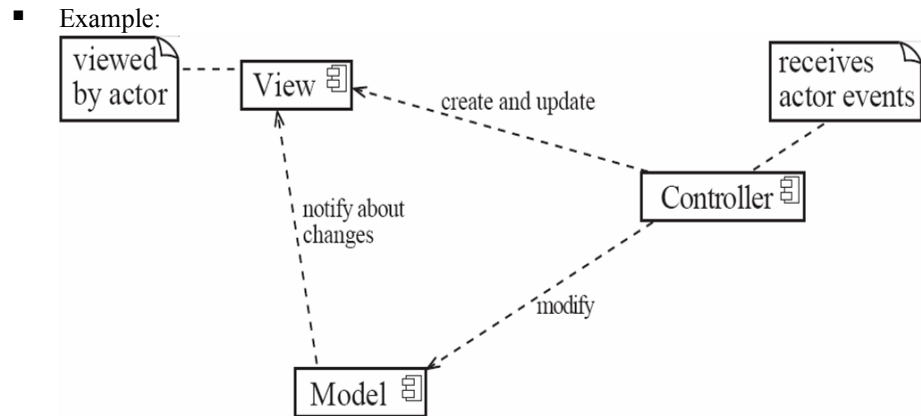 ▪ Example:
viewed
by actor
View
receives
actor events
create and update
Controller
notify about
changes
modify
Model